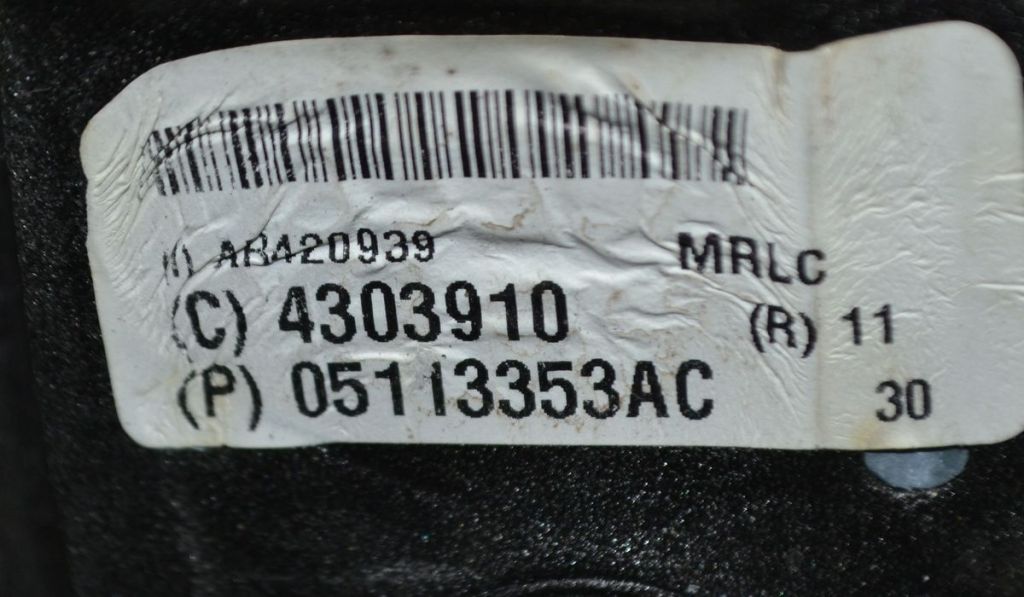 AB420939 MRLC
(C) 4303910 (R) 11
(P) 05113353AC 30